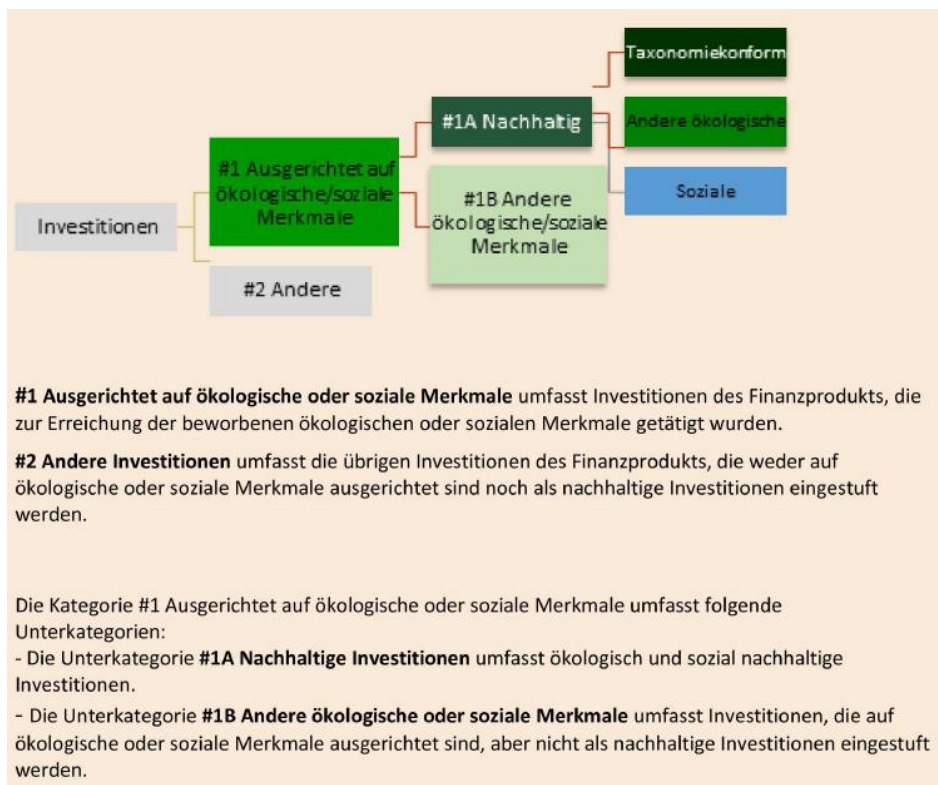 Taxonomiekonform
#1A Nachhaltig
Andere ökologische
#1 Ausgerichtet auf
ökologische/soziale
Merkmale
#1B Andere
ökologische/soziale
Merkmale
Soziale
Investitionen
#2 Andere
#1 Ausgerichtet auf ökologische oder soziale Merkmale umfasst Investitionen des Finanzprodukts, die
zur Erreichung der beworbenen ökologischen oder sozialen Merkmale getätigt wurden.
#2 Andere Investitionen umfasst die übrigen Investitionen des Finanzprodukts, die weder auf
ökologische oder soziale Merkmale ausgerichtet sind noch als nachhaltige Investitionen eingestuft
werden.
Die Kategorie #1 Ausgerichtet auf ökologische oder soziale Merkmale umfasst folgende
Unterkategorien:
- Die Unterkategorie #1A Nachhaltige Investitionen umfasst ökologisch und sozial nachhaltige
Investitionen.
- Die Unterkategorie #1B Andere ökologische oder soziale Merkmale umfasst Investitionen, die auf
ökologische oder soziale Merkmale ausgerichtet sind, aber nicht als nachhaltige Investitionen eingestuft
werden.